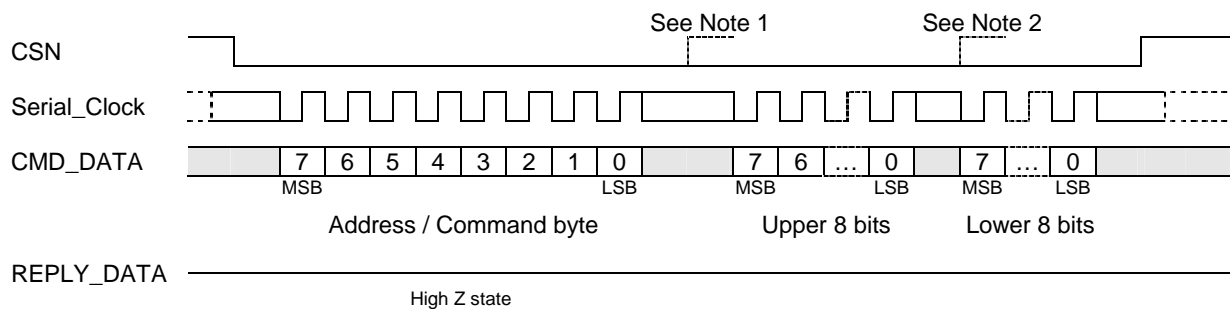 See Note 1 See Note 2
CSN
Serial_Clock
CMD_DATA 7 6 5 4 3 2 1 0 7 6 ... 0 7 ... 0
MSB LSB MSB LSB MSB LSB
Address / Command byte Upper 8 bits Lower 8 bits
REPLY_DATA
High Z state